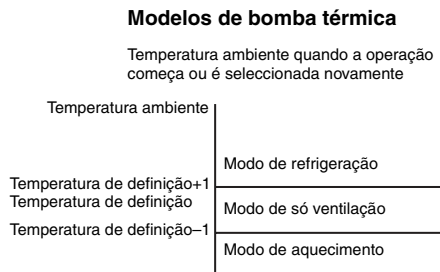 Modelos de bomba térmica
Temperatura ambiente quando a operação
começa ou é seleccionada novamente
Temperatura ambiente
Modo de refrigeração
Temperatura de definição+1
Temperatura de definição
Modo de só ventilação
Temperatura de definição–1
Modo de aquecimento